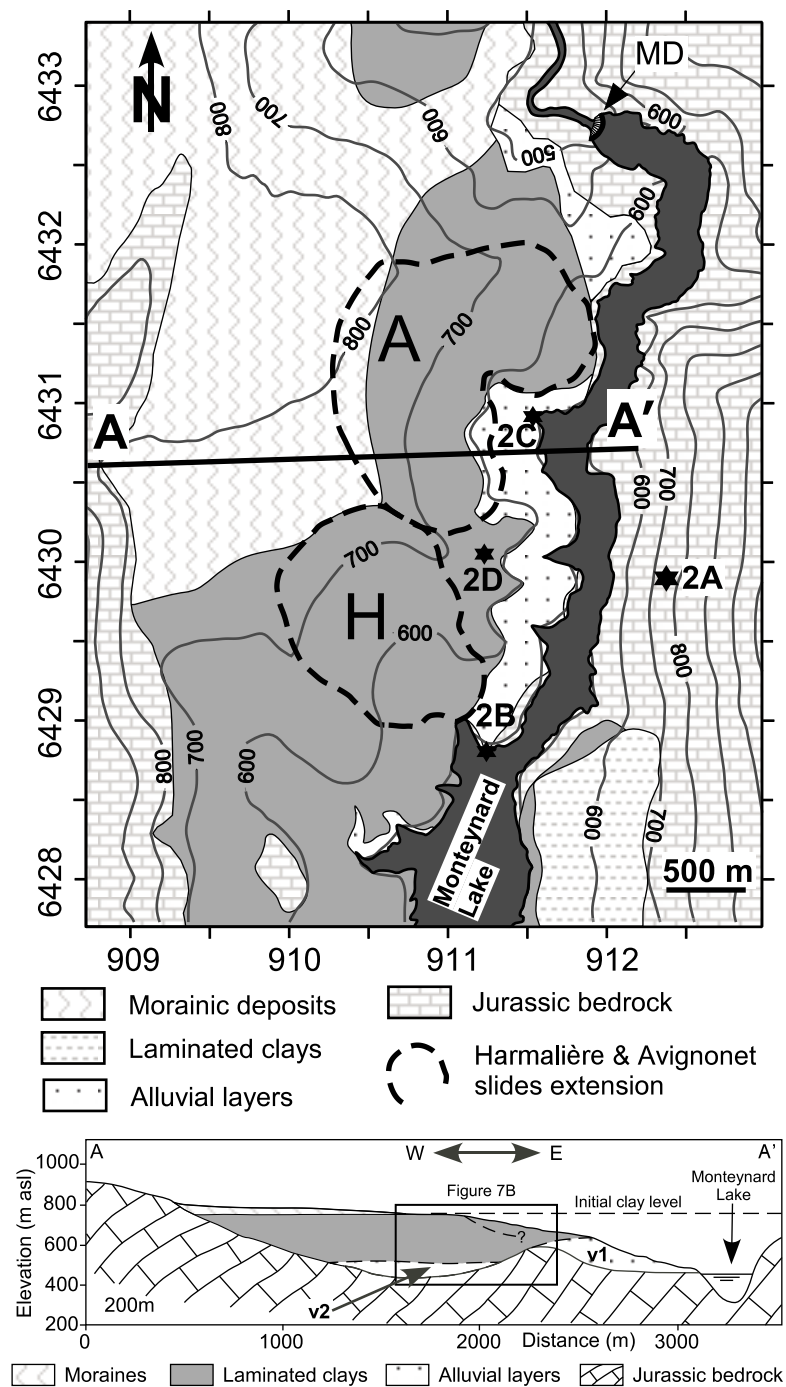 6433
6432
6431
6430
6429
6428
N
MD
800
700
600
500
600
600
800
700
A
A
A'
2C
600
700
700
2D
2A
H
600
800
2B
800
700
600
600
700
Monteynard
Lake
500 m
909
910
911
912
Morainic deposits
Jurassic bedrock
Laminated clays
Harmalière & Avignonet
slides extension
Alluvial layers
A
W
E
A'
Elevation (m asl)
1000
800
600
400
200
Figure 7B
Initial clay level
Monteynard
Lake
?
v1
v2
200m
0
1000
2000
Distance (m)
3000
Moraines
Laminated clays
Alluvial layers
Jurassic bedrock